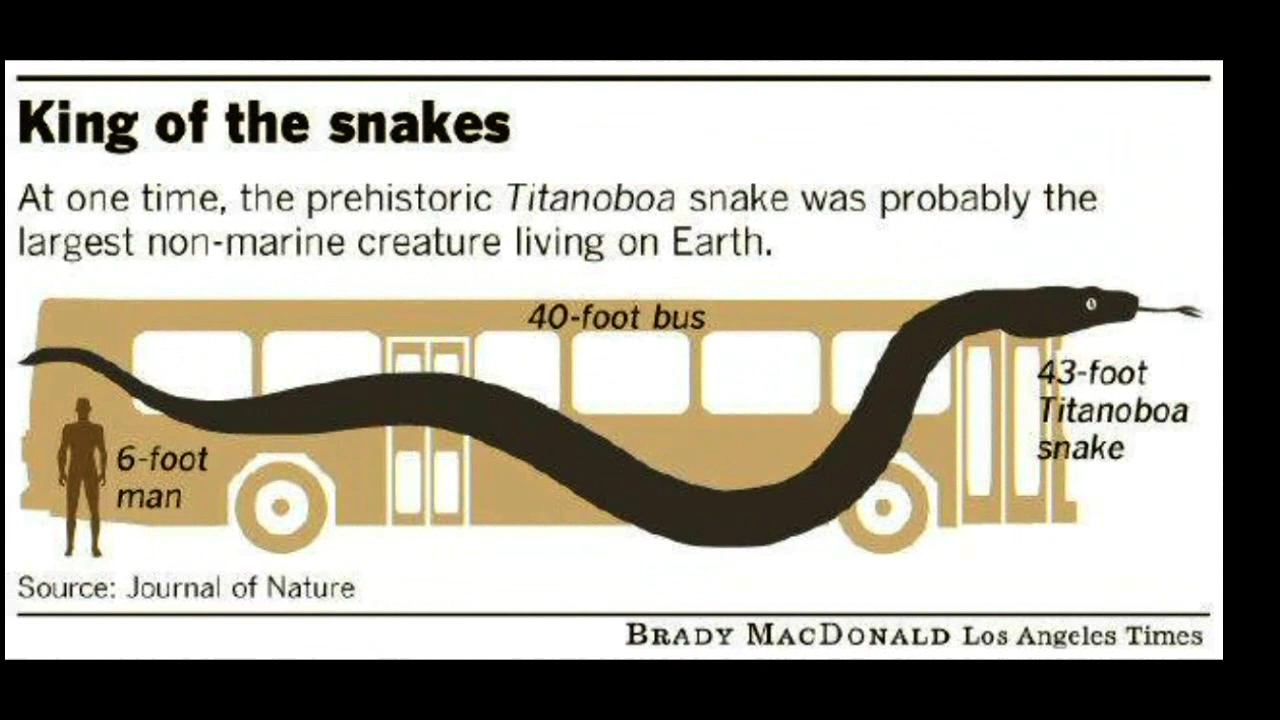 King of the snakes
At one time, the prehistoric Titanoboa snake was probably the
largest non-marine creature living on Earth.
40-foot bus
43-foot
Titanoboa
snake
6-foot
man
Source: Journal of Nature
BRADY MACDONALD Los Angeles Times